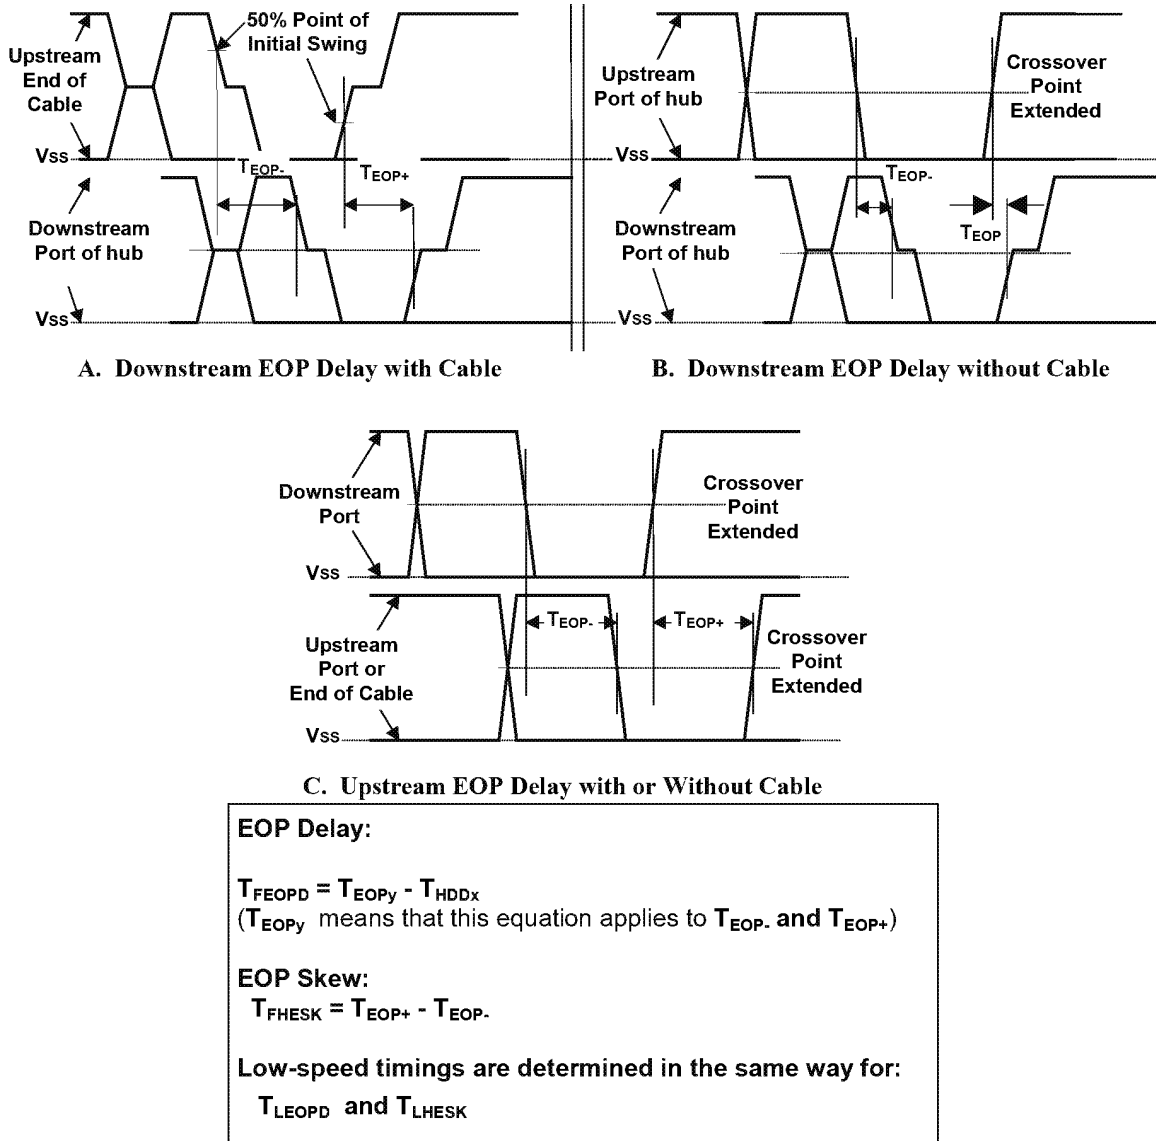 50% Point of
Initial Swing
Upstream
End of
Cable
Vss
TEOP-
TEOP+
Downstream
Port of hub
Vss
A. Downstream EOP Delay with Cable
Upstream
Port of hub
Crossover
Point
Extended
Vss
TEOP-
TEOP
Downstream
Port of hub
Vss
B. Downstream EOP Delay without Cable
Downstream
Port
Crossover
Point
Extended
Vss
TEOP-
TEOP+
Upstream
Port or
End of Cable
Crossover
Point
Extended
Vss
C. Upstream EOP Delay with or Without Cable
EOP Delay:
TFEOPD = TEOPy - THDDx
(TEOPy means that this equation applies to TEOP- and TEOP+)
EOP Skew:
TFHESK = TEOP+ - TEOP-
Low-speed timings are determined in the same way for:
TLEOPD and TLHESK